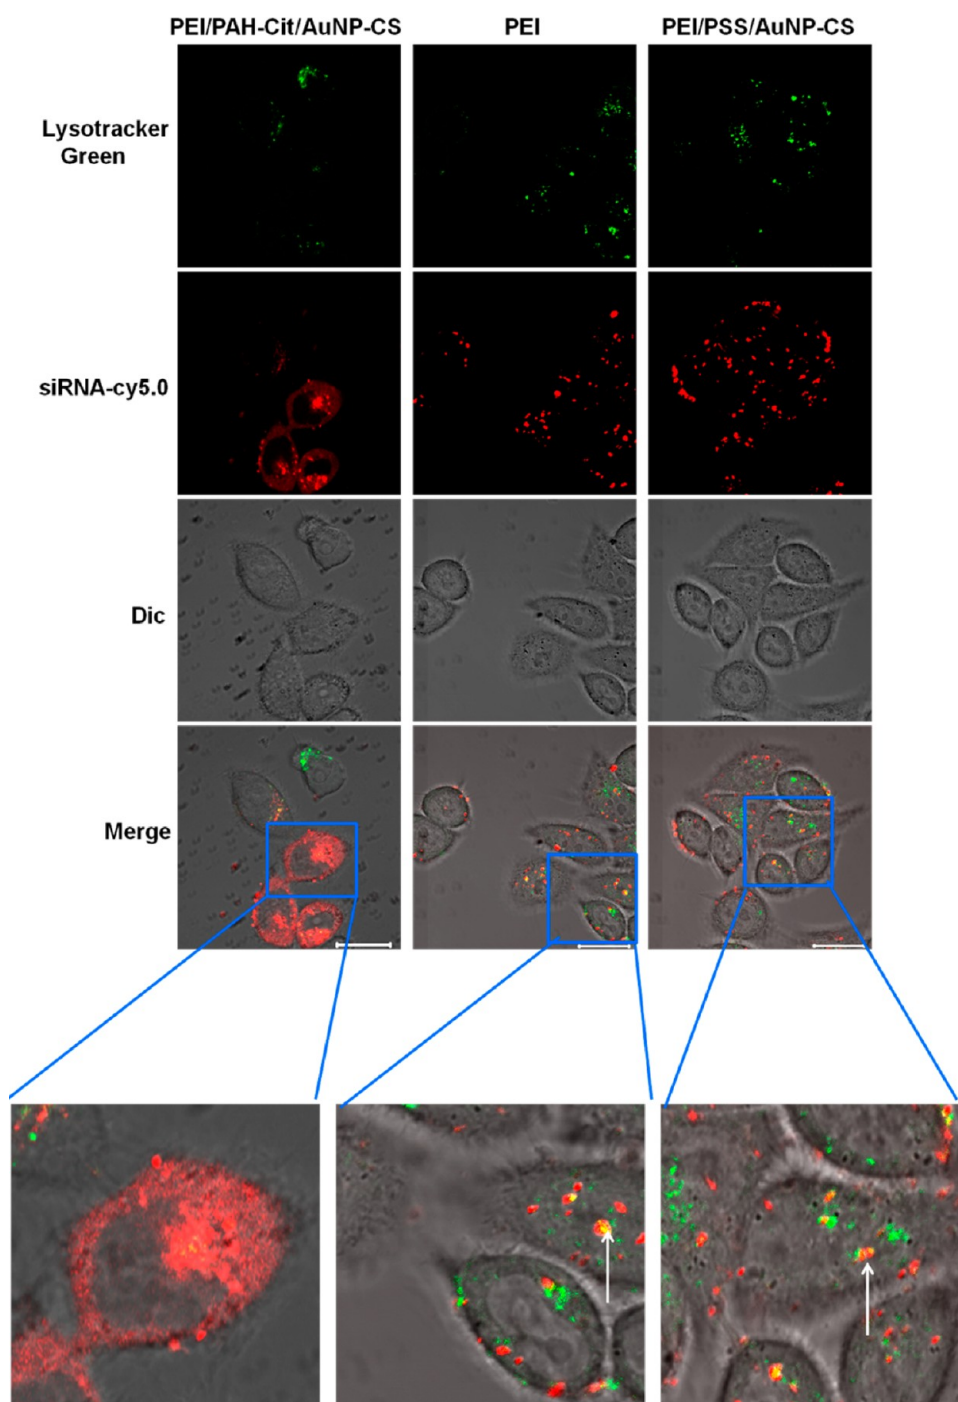 PEI/PAH-Cit/AuNP-CS PEI PEI/PSS/AuNP-CS
Lysotracker
Green
siRNA-cy5.0
Dic
Merge